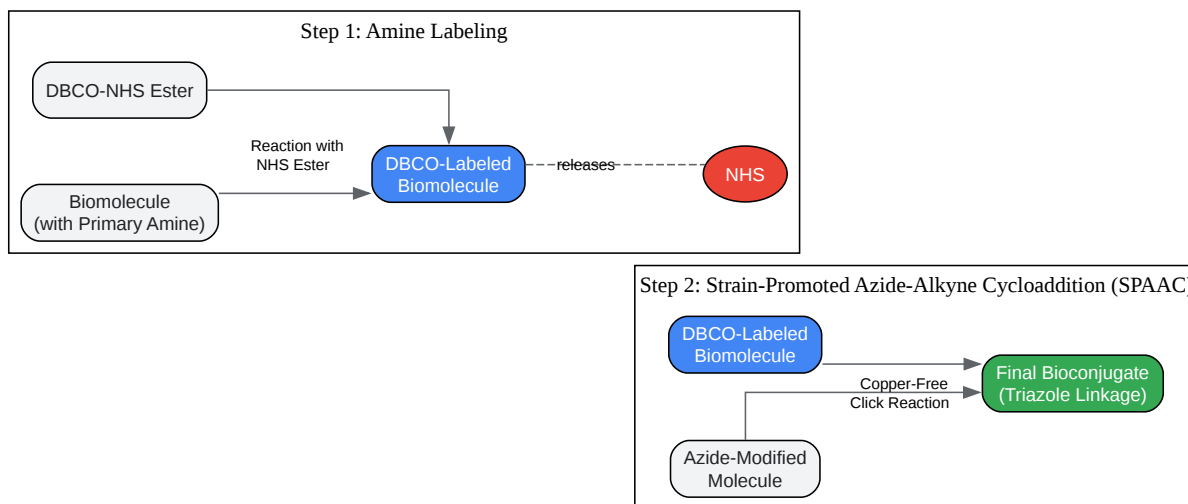 Step 1: Amine Labeling
DBCO-NHS Ester
Reaction with
NHS Ester
DBCO-Labeled
Biomolecule
releases
NHS
Biomolecule
(with Primary Amine)
Step 2: Strain-Promoted Azide-Alkyne Cycloaddition (SPAAC)
DBCO-Labeled
Biomolecule
Copper-Free
Click Reaction
Final Bioconjugate
(Triazole Linkage)
Azide-Modified
Molecule